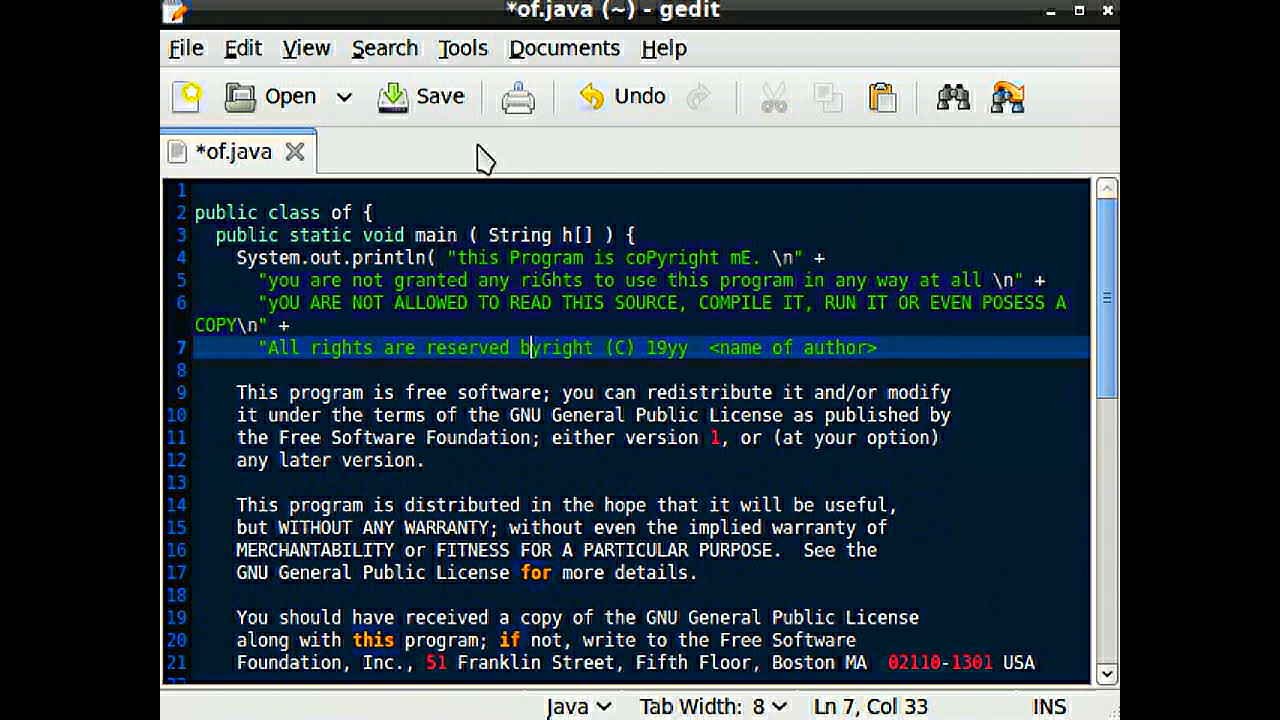 *of.java (~) - gedit
File Edit View Search Tools Documents Help
Open Save Undo
*of.java
1
2 public class of {
3 public static void main ( String h[] ) {
4 System.out.println( "this Program is coPyright mE. \n" +
5 "you are not granted any riGhts to use this program in any way at all \n" +
6 "yOU ARE NOT ALLOWED TO READ THIS SOURCE, COMPILE IT, RUN IT OR EVEN POSESS A
COPY\n" +
7 "All rights are reserved byright (C) 19yy  <name of author>
8
9 This program is free software; you can redistribute it and/or modify
10 it under the terms of the GNU General Public License as published by
11 the Free Software Foundation; either version 1, or (at your option)
12 any later version.
13
14 This program is distributed in the hope that it will be useful,
15 but WITHOUT ANY WARRANTY; without even the implied warranty of
16 MERCHANTABILITY or FITNESS FOR A PARTICULAR PURPOSE.  See the
17 GNU General Public License for more details.
18
19 You should have received a copy of the GNU General Public License
20 along with this program; if not, write to the Free Software
21 Foundation, Inc., 51 Franklin Street, Fifth Floor, Boston MA  02110-1301 USA
Java Tab Width: 8 Ln 7, Col 33 INS